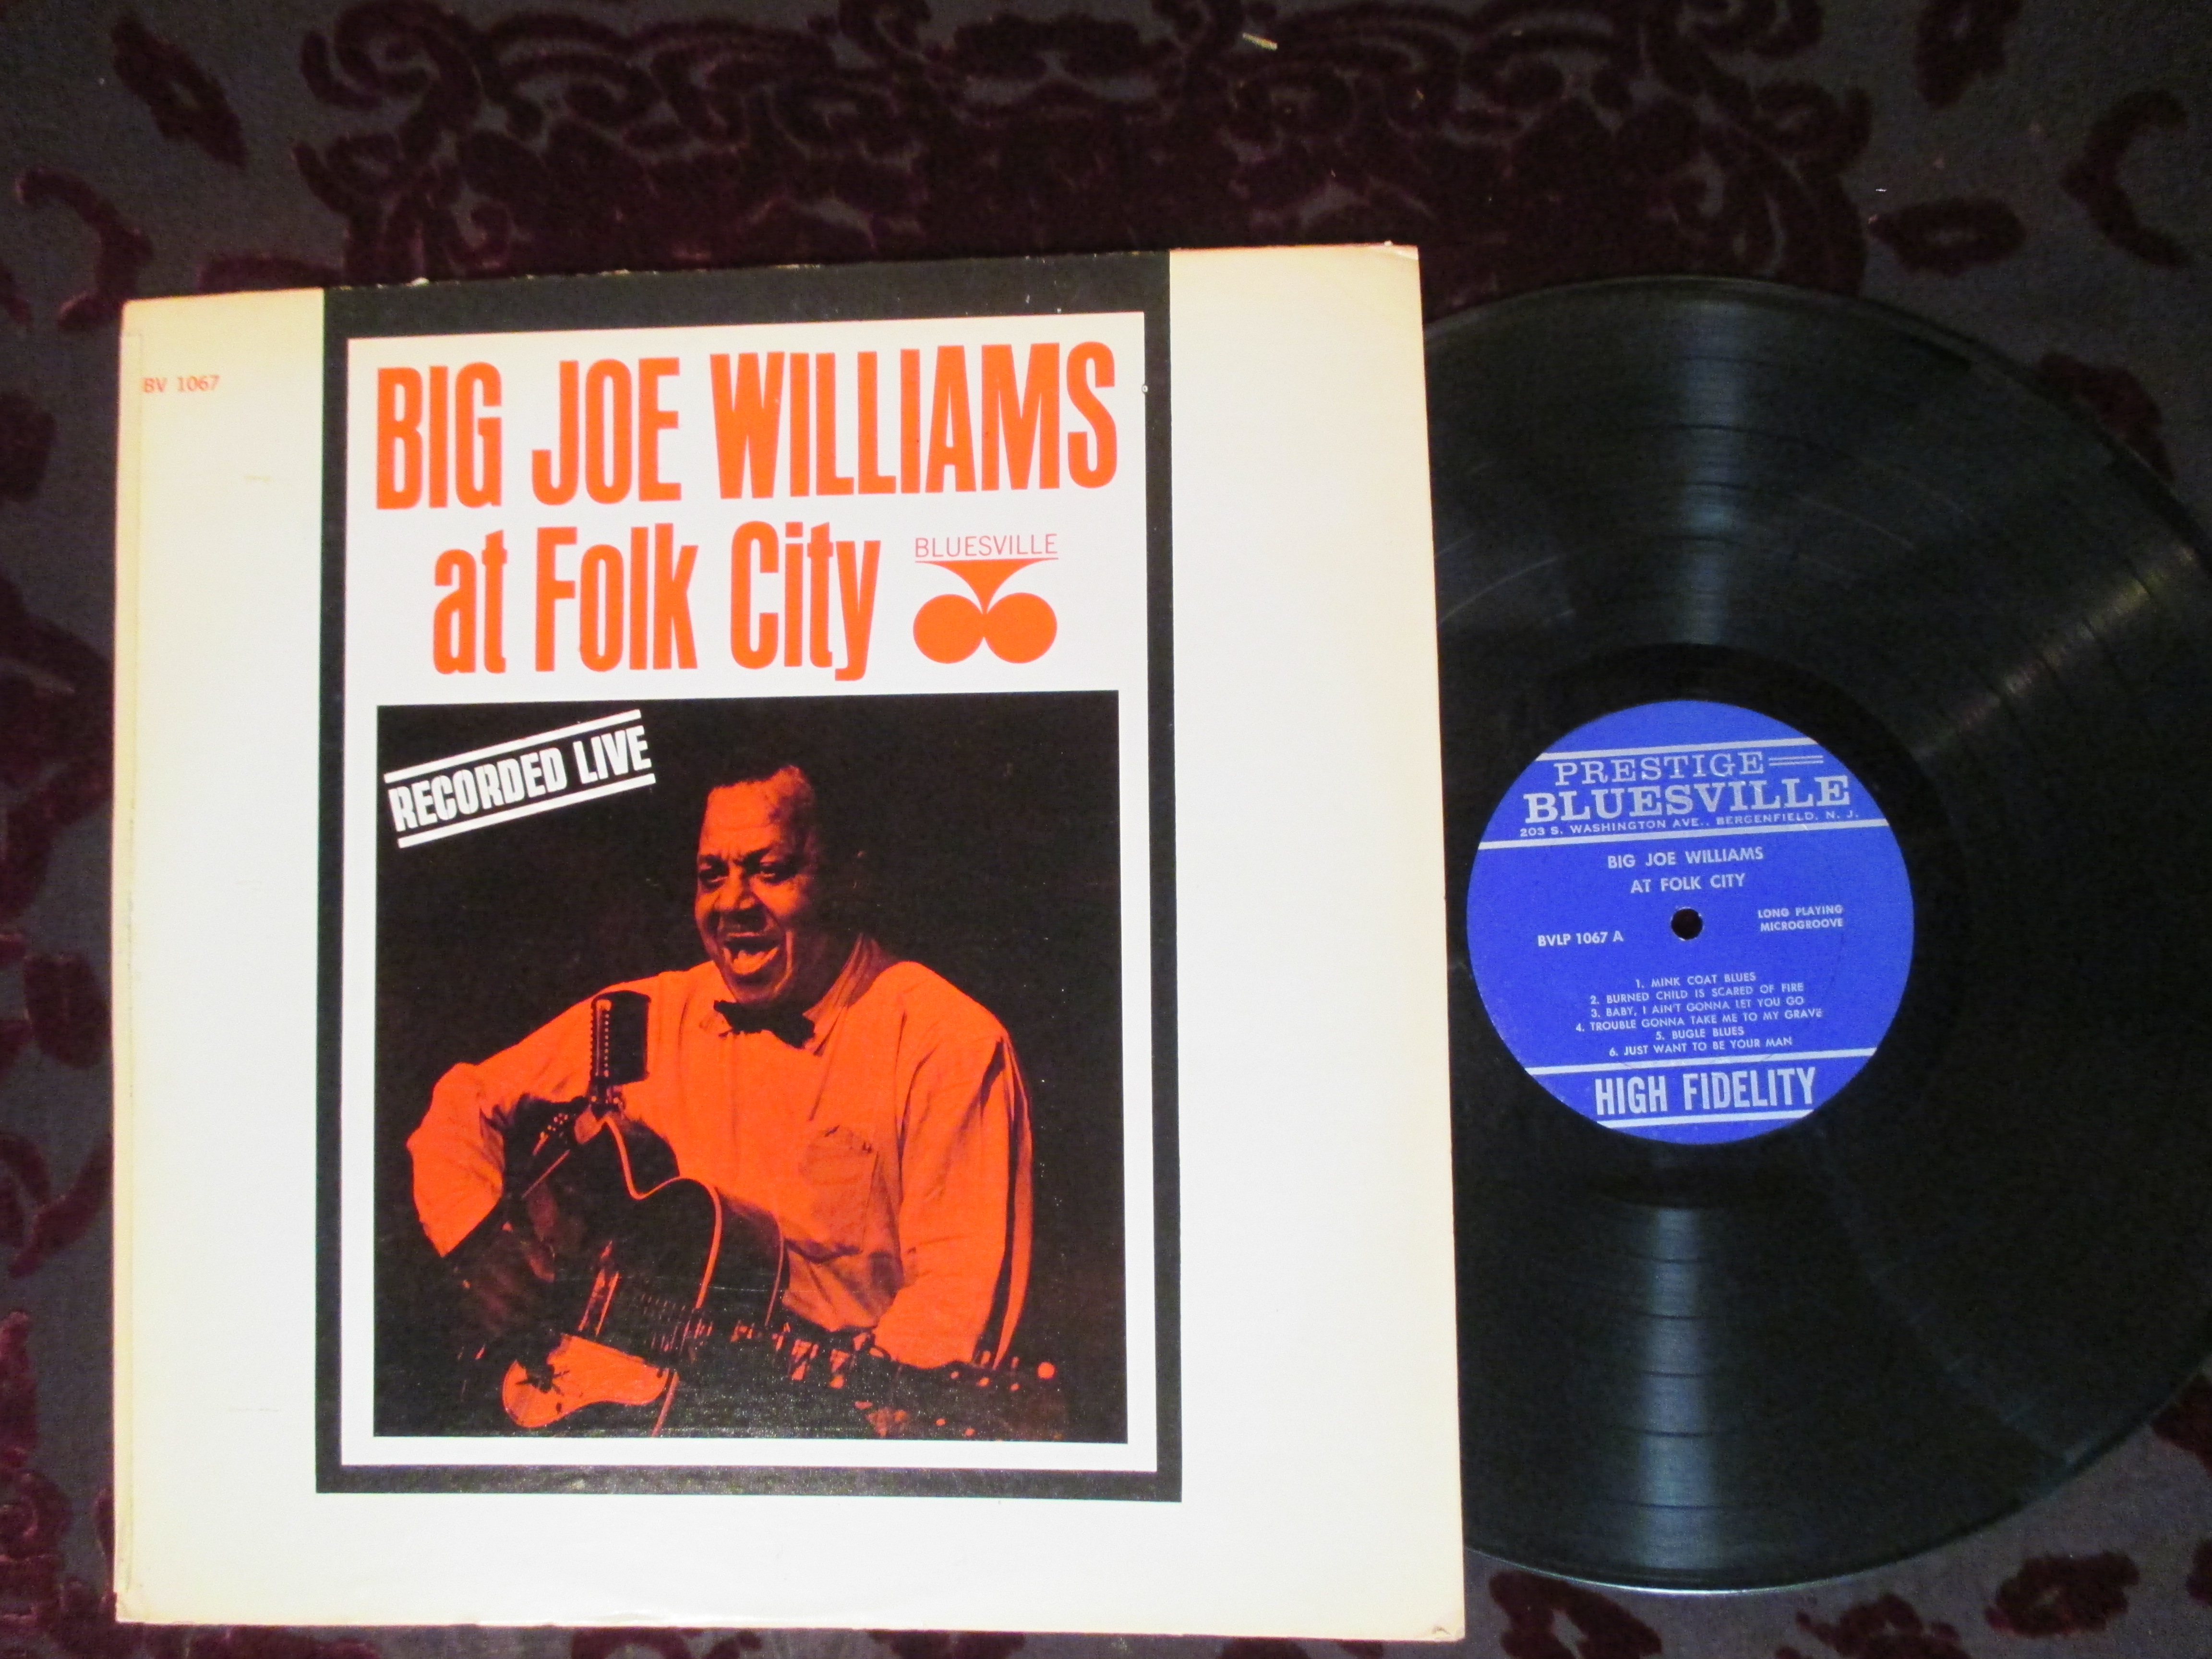 BV 1067
BIG JOE WILLIAMS
at Folk City
BLUESVILLE
RECORDED LIVE
PRESTIGE
BLUESVILLE
203 S. WASHINGTON AVE., BERGENFIELD, N. J.
BIG JOE WILLIAMS
AT FOLK CITY
LONG PLAYING
MICROGROOVE
BVLP 1067 A
1. MINK COAT BLUES
2. BURNED CHILD IS SCARED OF FIRE
3. BABY, I AIN'T GONNA LET YOU GO
4. TROUBLE GONNA TAKE ME TO MY GRAVE
5. BUGLE BLUES
6. JUST WANT TO BE YOUR MAN
HIGH FIDELITY